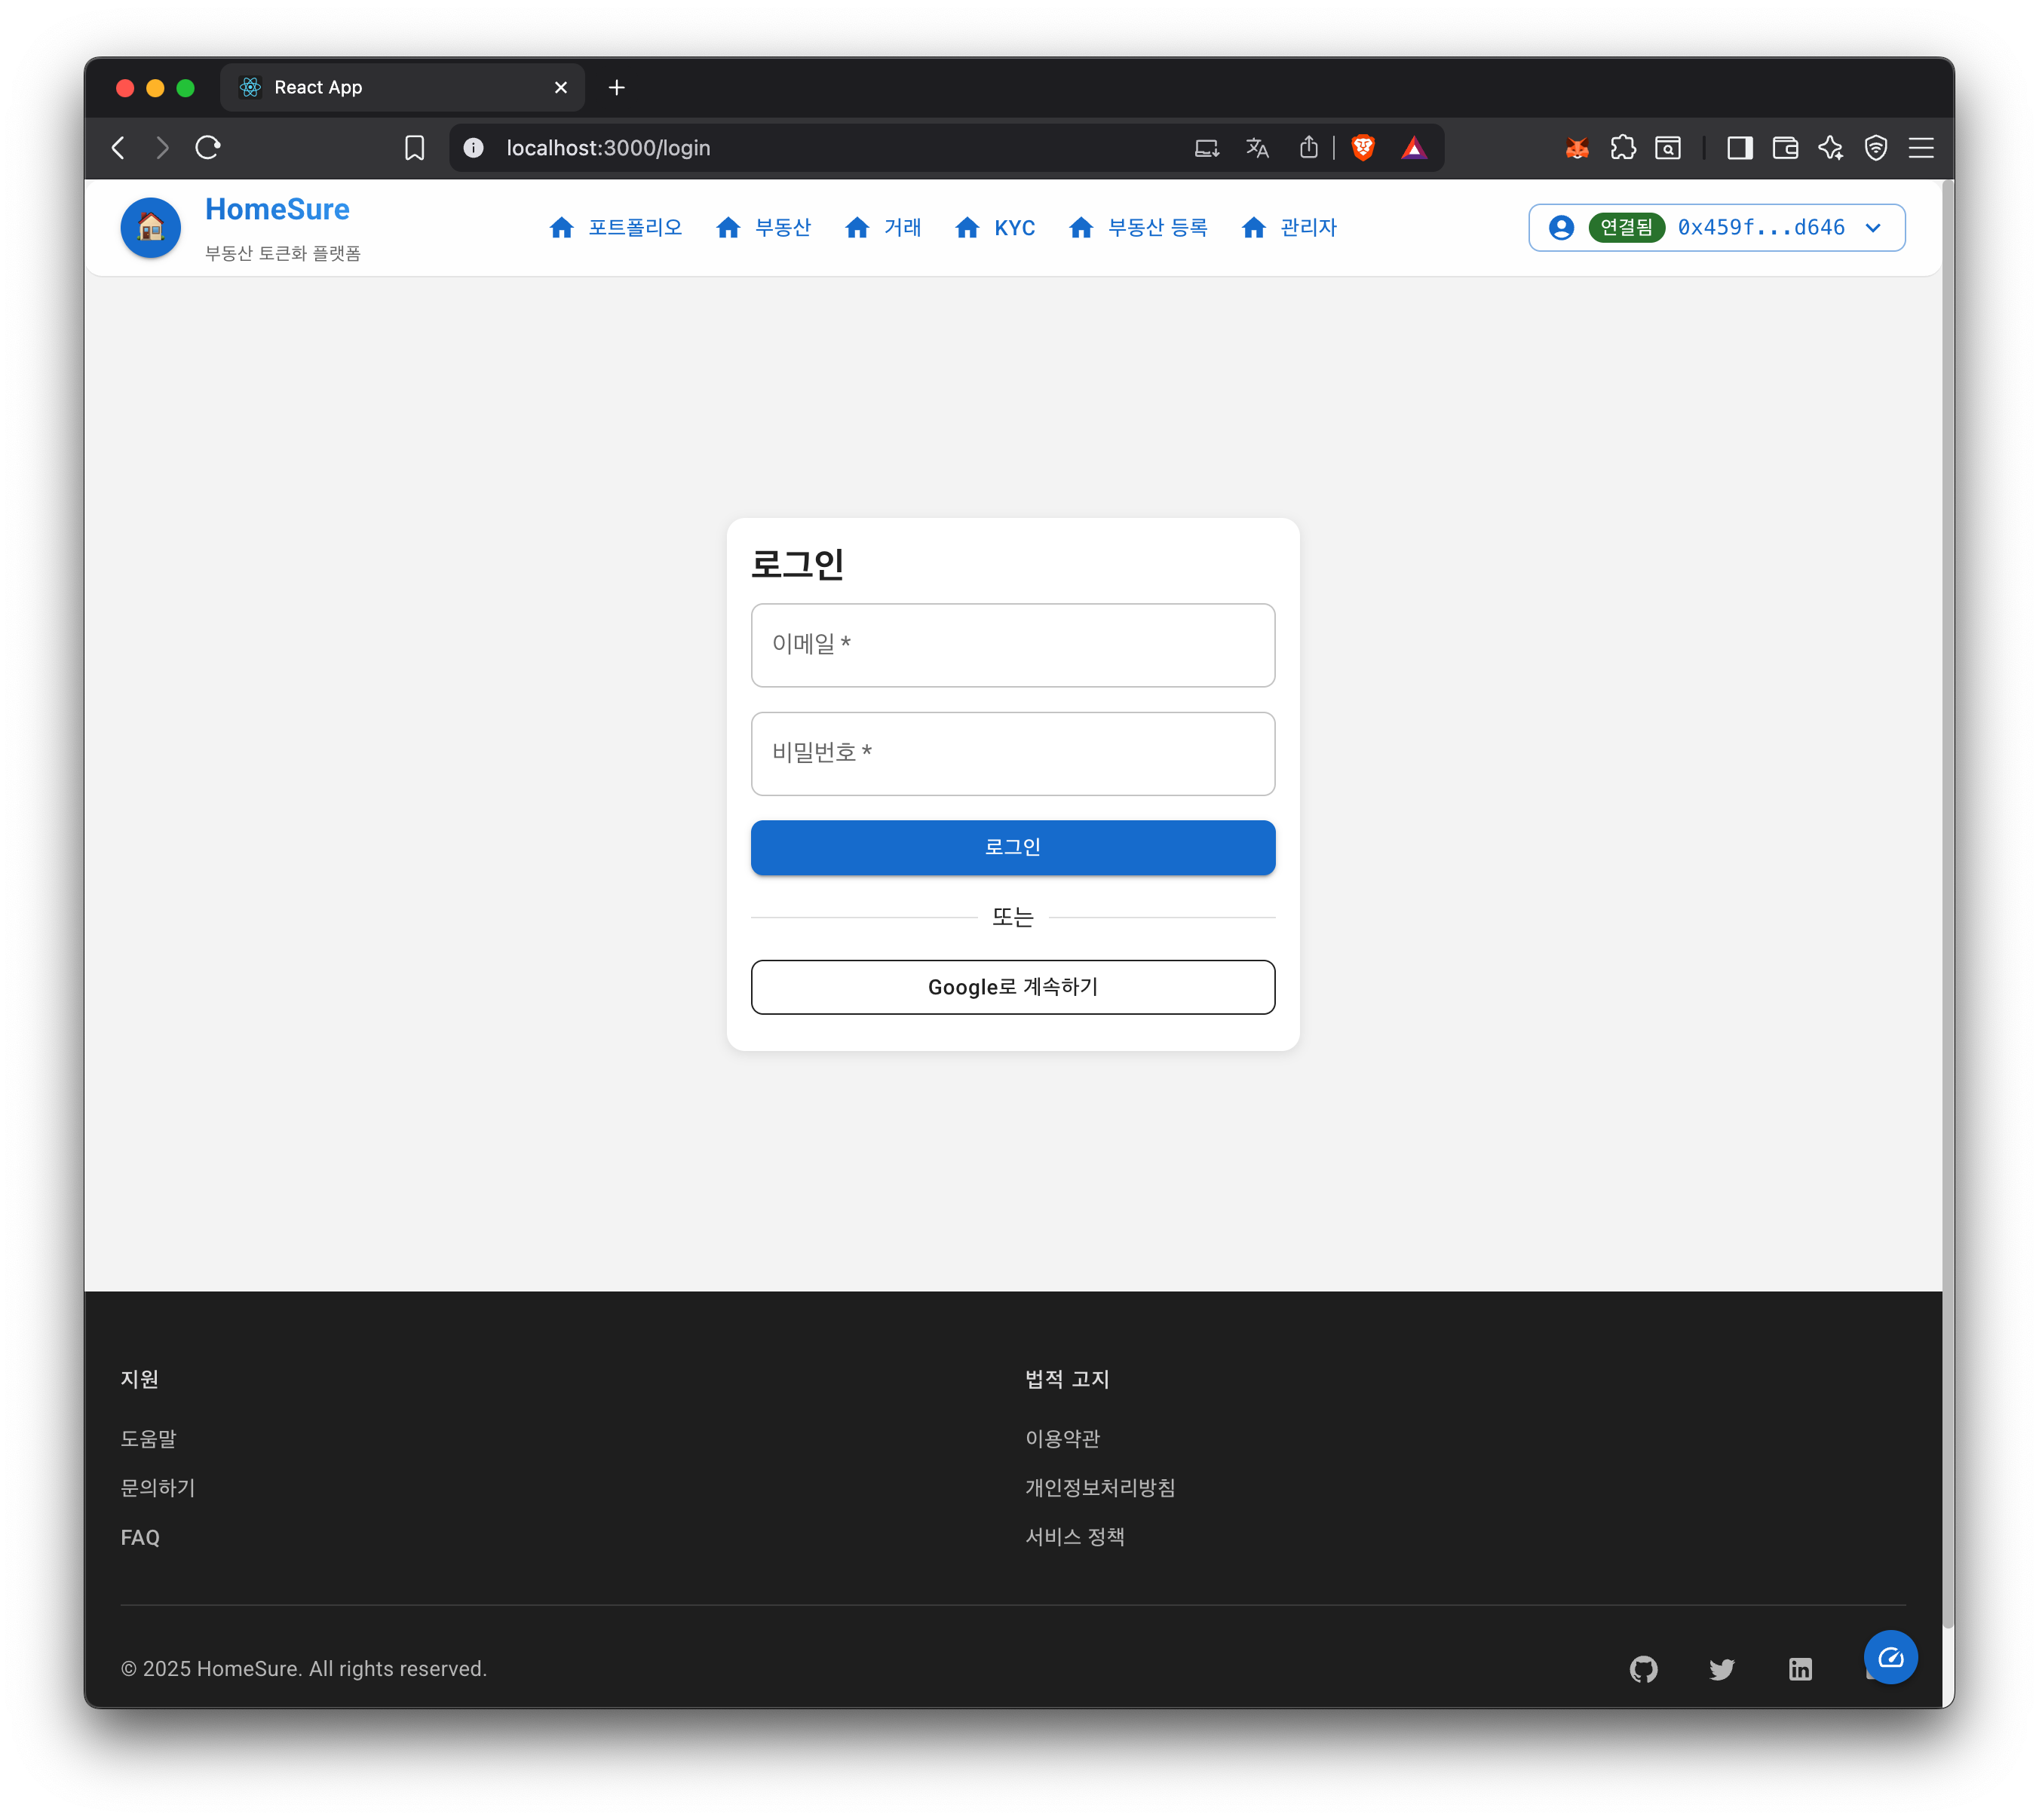 React App
localhost:3000/login
HomeSure
부동산 토큰화 플랫폼
포트폴리오
부동산
거래
KYC
부동산 등록
관리자
연결됨 0x459f...d646
로그인
이메일 *
비밀번호 *
로그인
또는
Google로 계속하기
지원
도움말
문의하기
FAQ
법적 고지
이용약관
개인정보처리방침
서비스 정책
© 2025 HomeSure. All rights reserved.